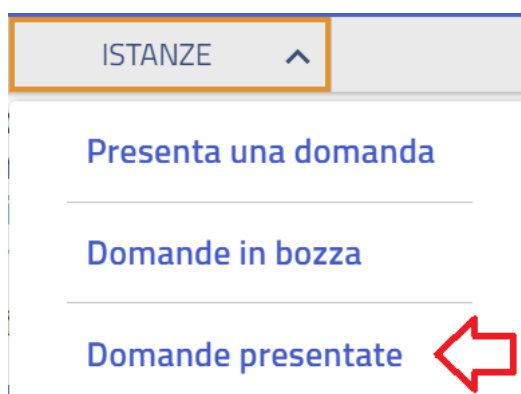 ISTANZE
Presenta una domanda
Domande in bozza
Domande presentate